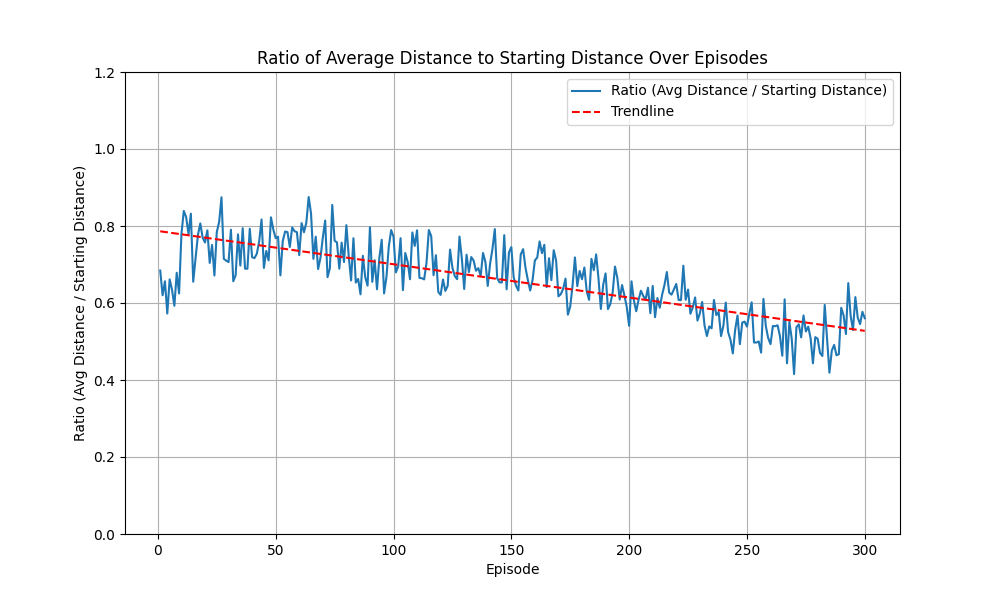 Ratio of Average Distance to Starting Distance Over Episodes
Ratio (Avg Distance / Starting Distance)
Trendline
Ratio (Avg Distance / Starting Distance)
1.2
1.0
0.8
0.6
0.4
0.2
0.0
0 50 100 150 200 250 300
Episode